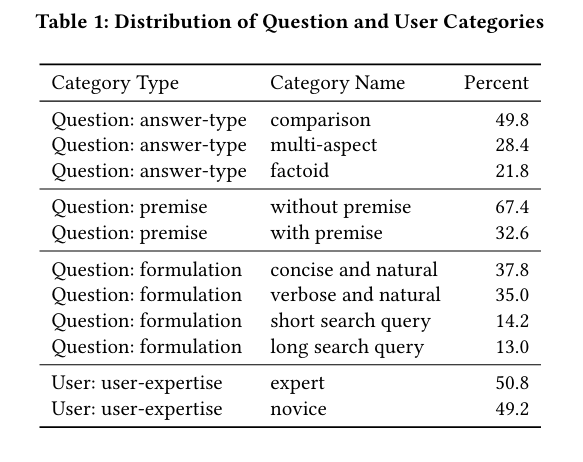 Table 1: Distribution of Question and User Categories
Category Type Category Name Percent
Question: answer-type comparison 49.8
Question: answer-type multi-aspect 28.4
Question: answer-type factoid 21.8
Question: premise without premise 67.4
Question: premise with premise 32.6
Question: formulation concise and natural 37.8
Question: formulation verbose and natural 35.0
Question: formulation short search query 14.2
Question: formulation long search query 13.0
User: user-expertise expert 50.8
User: user-expertise novice 49.2